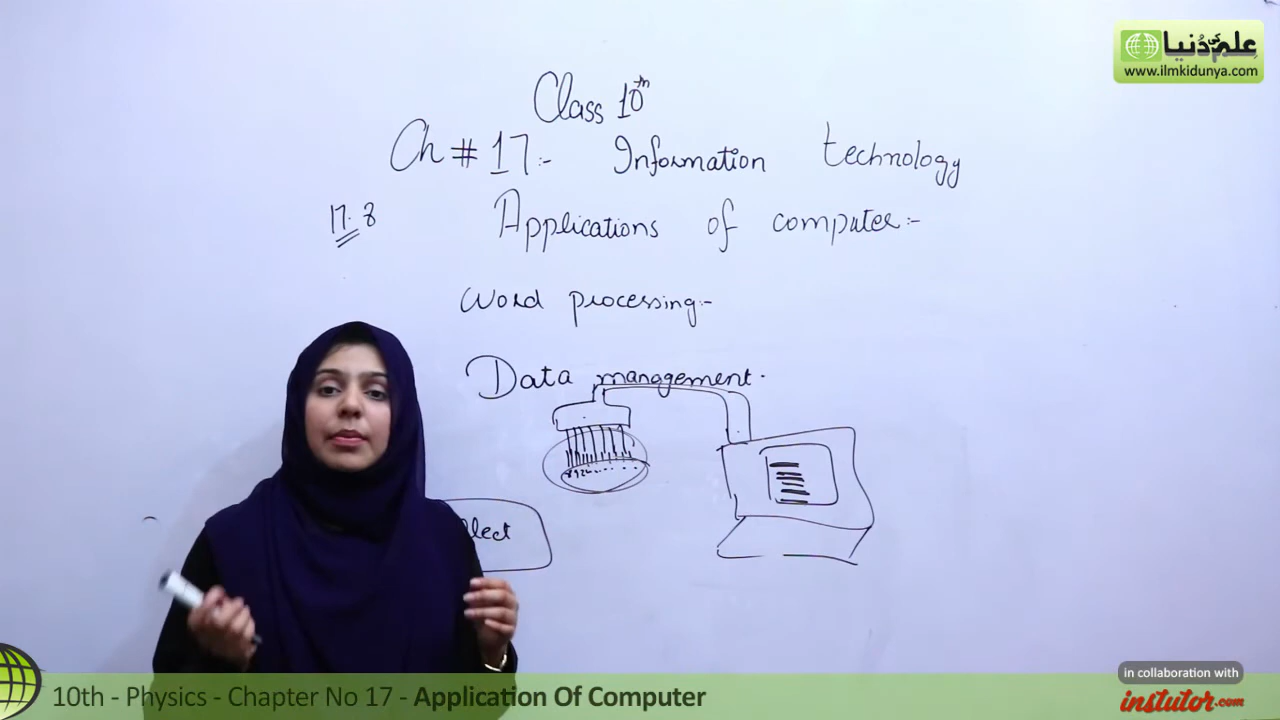 علم کی دُنیا
www.ilmkidunya.com
Class 10th
Ch # 17:- Information technology
17.8 Applications of computer:-
word processing:-
Data management.
lect
10th - Physics - Chapter No 17 - Application Of Computer
in collaboration with
instutor.com